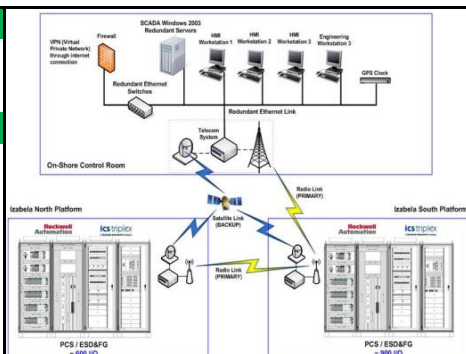 VPN (Virtual
Private Network)
through internet
connection
Firewall
SCADA Windows 2003
Redundant Servers
HMI
Workstation 1
HMI
Workstation 2
HMI
Workstation 3
Engineering
Workstation 3
GPS Clock
Redundant Ethernet
Switches
Redundant Ethernet Link
Telecom
System
On-Shore Control Room
Radio Link
(PRIMARY)
Izabela North Platform
Satellite Link
(BACKUP)
Izabela South Platform
Rockwell
Automation
ics triplex
Radio Link
(PRIMARY)
Rockwell
Automation
ics triplex
PCS / ESD&FG
~ 600 I/O
PCS / ESD&FG
~ 900 I/O